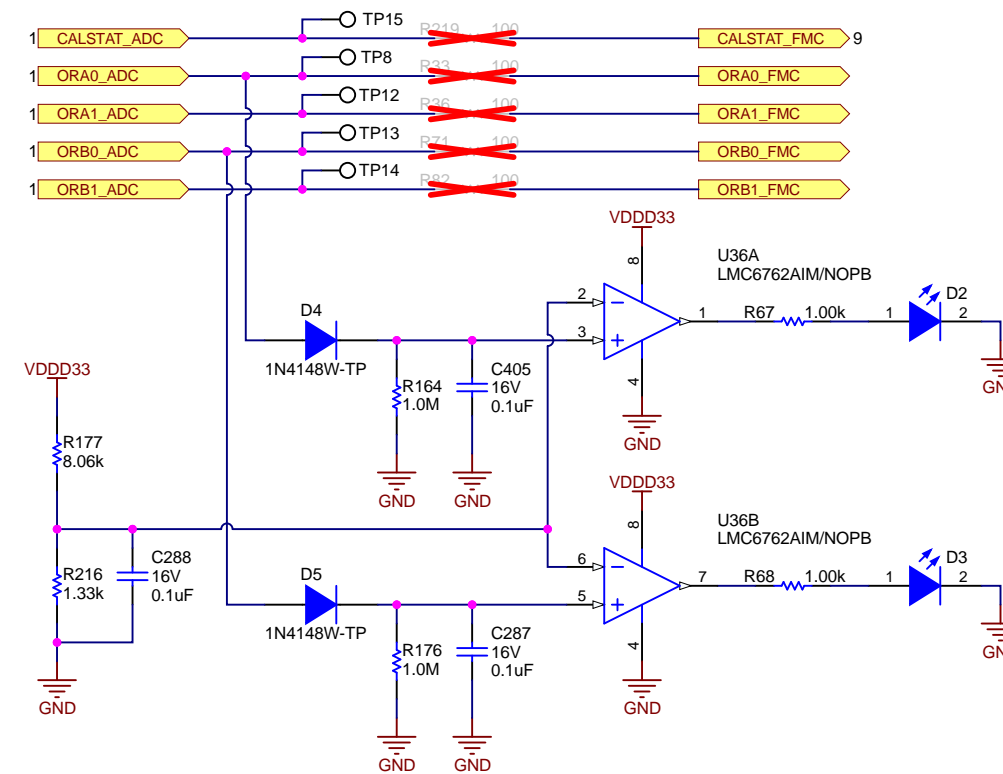 TP15
1 CALSTAT_ADC R219 100 CALSTAT_FMC 9
TP8
1 ORA0_ADC R33 100 ORA0_FMC
TP12
1 ORA1_ADC R36 100 ORA1_FMC
TP13
1 ORB0_ADC R71 100 ORB0_FMC
TP14
1 ORB1_ADC R82 100 ORB1_FMC
VDDD33
8
U36A
LMC6762AIM/NOPB
2
3
1
4
R67 1.00k
1 D2 2
GND
D4
1N4148W-TP
R164
1.0M
C405
16V
0.1uF
GND
GND
GND
VDDD33
R177
8.06k
R216
1.33k
C288
16V
0.1uF
GND
VDDD33
8
U36B
LMC6762AIM/NOPB
6
5
7
4
R68 1.00k
1 D3 2
D5
1N4148W-TP
R176
1.0M
C287
16V
0.1uF
GND
GND
GND